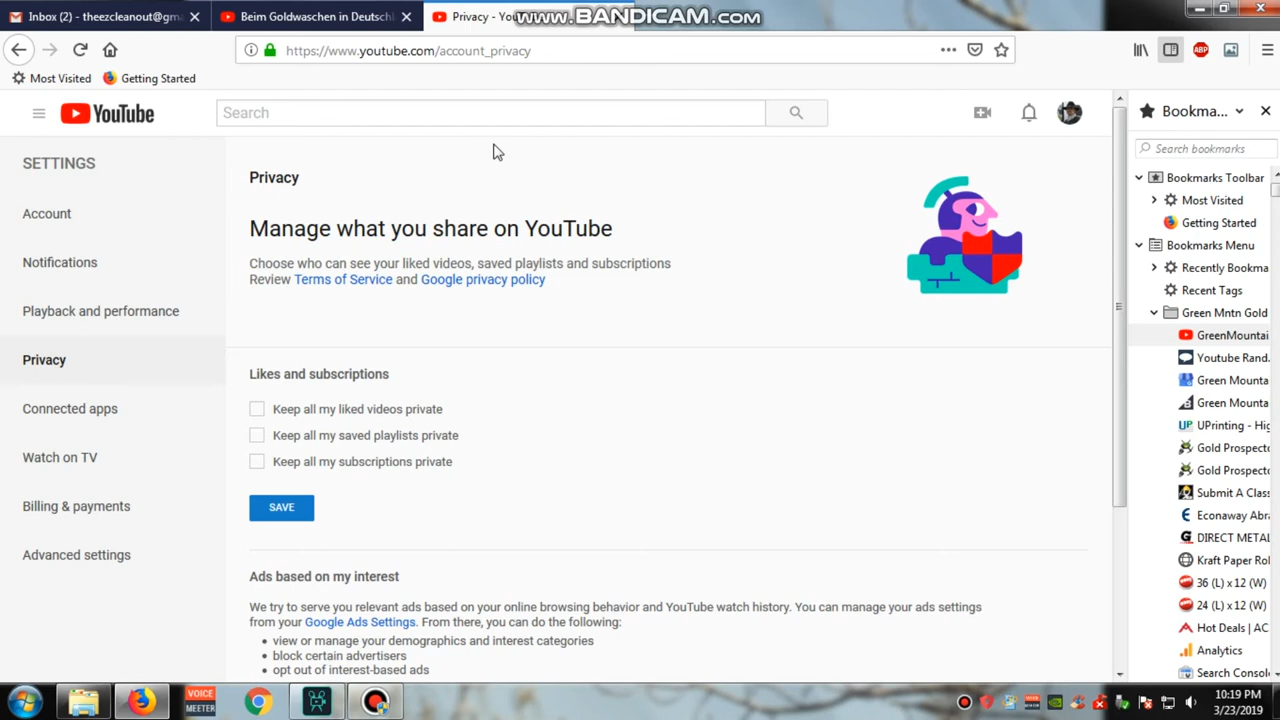 www.BANDICAM.com
Inbox (2) - theezcleanout@gm
Beim Goldwaschen in Deutschl
Privacy - You
https://www.youtube.com/account_privacy
Most Visited
Getting Started
YouTube
Search
Bookma...
Search bookmarks
SETTINGS
Account
Notifications
Playback and performance
Privacy
Connected apps
Watch on TV
Billing & payments
Advanced settings
Privacy
Manage what you share on YouTube
Choose who can see your liked videos, saved playlists and subscriptions
Review Terms of Service and Google privacy policy
Likes and subscriptions
Keep all my liked videos private
Keep all my saved playlists private
Keep all my subscriptions private
SAVE
Ads based on my interest
We try to serve you relevant ads based on your online browsing behavior and YouTube watch history. You can manage your ads settings
from your Google Ads Settings. From there, you can do the following:
• view or manage your demographics and interest categories
• block certain advertisers
• opt out of interest-based ads
Bookmarks Toolbar
Most Visited
Getting Started
Bookmarks Menu
Recently Bookma
Recent Tags
Green Mntn Gold
GreenMountai
Youtube Rand.
Green Mounta
Green Mounta
UPrinting - Hig
Gold Prospecto
Gold Prospecto
Submit A Class
Econaway Abra
DIRECT METAL
Kraft Paper Rol
36 (L) x 12 (W)
24 (L) x 12 (W)
Hot Deals | AC
Analytics
Search Consol
ABP
UP
VOICE
MEETER
10:19 PM
3/23/2019